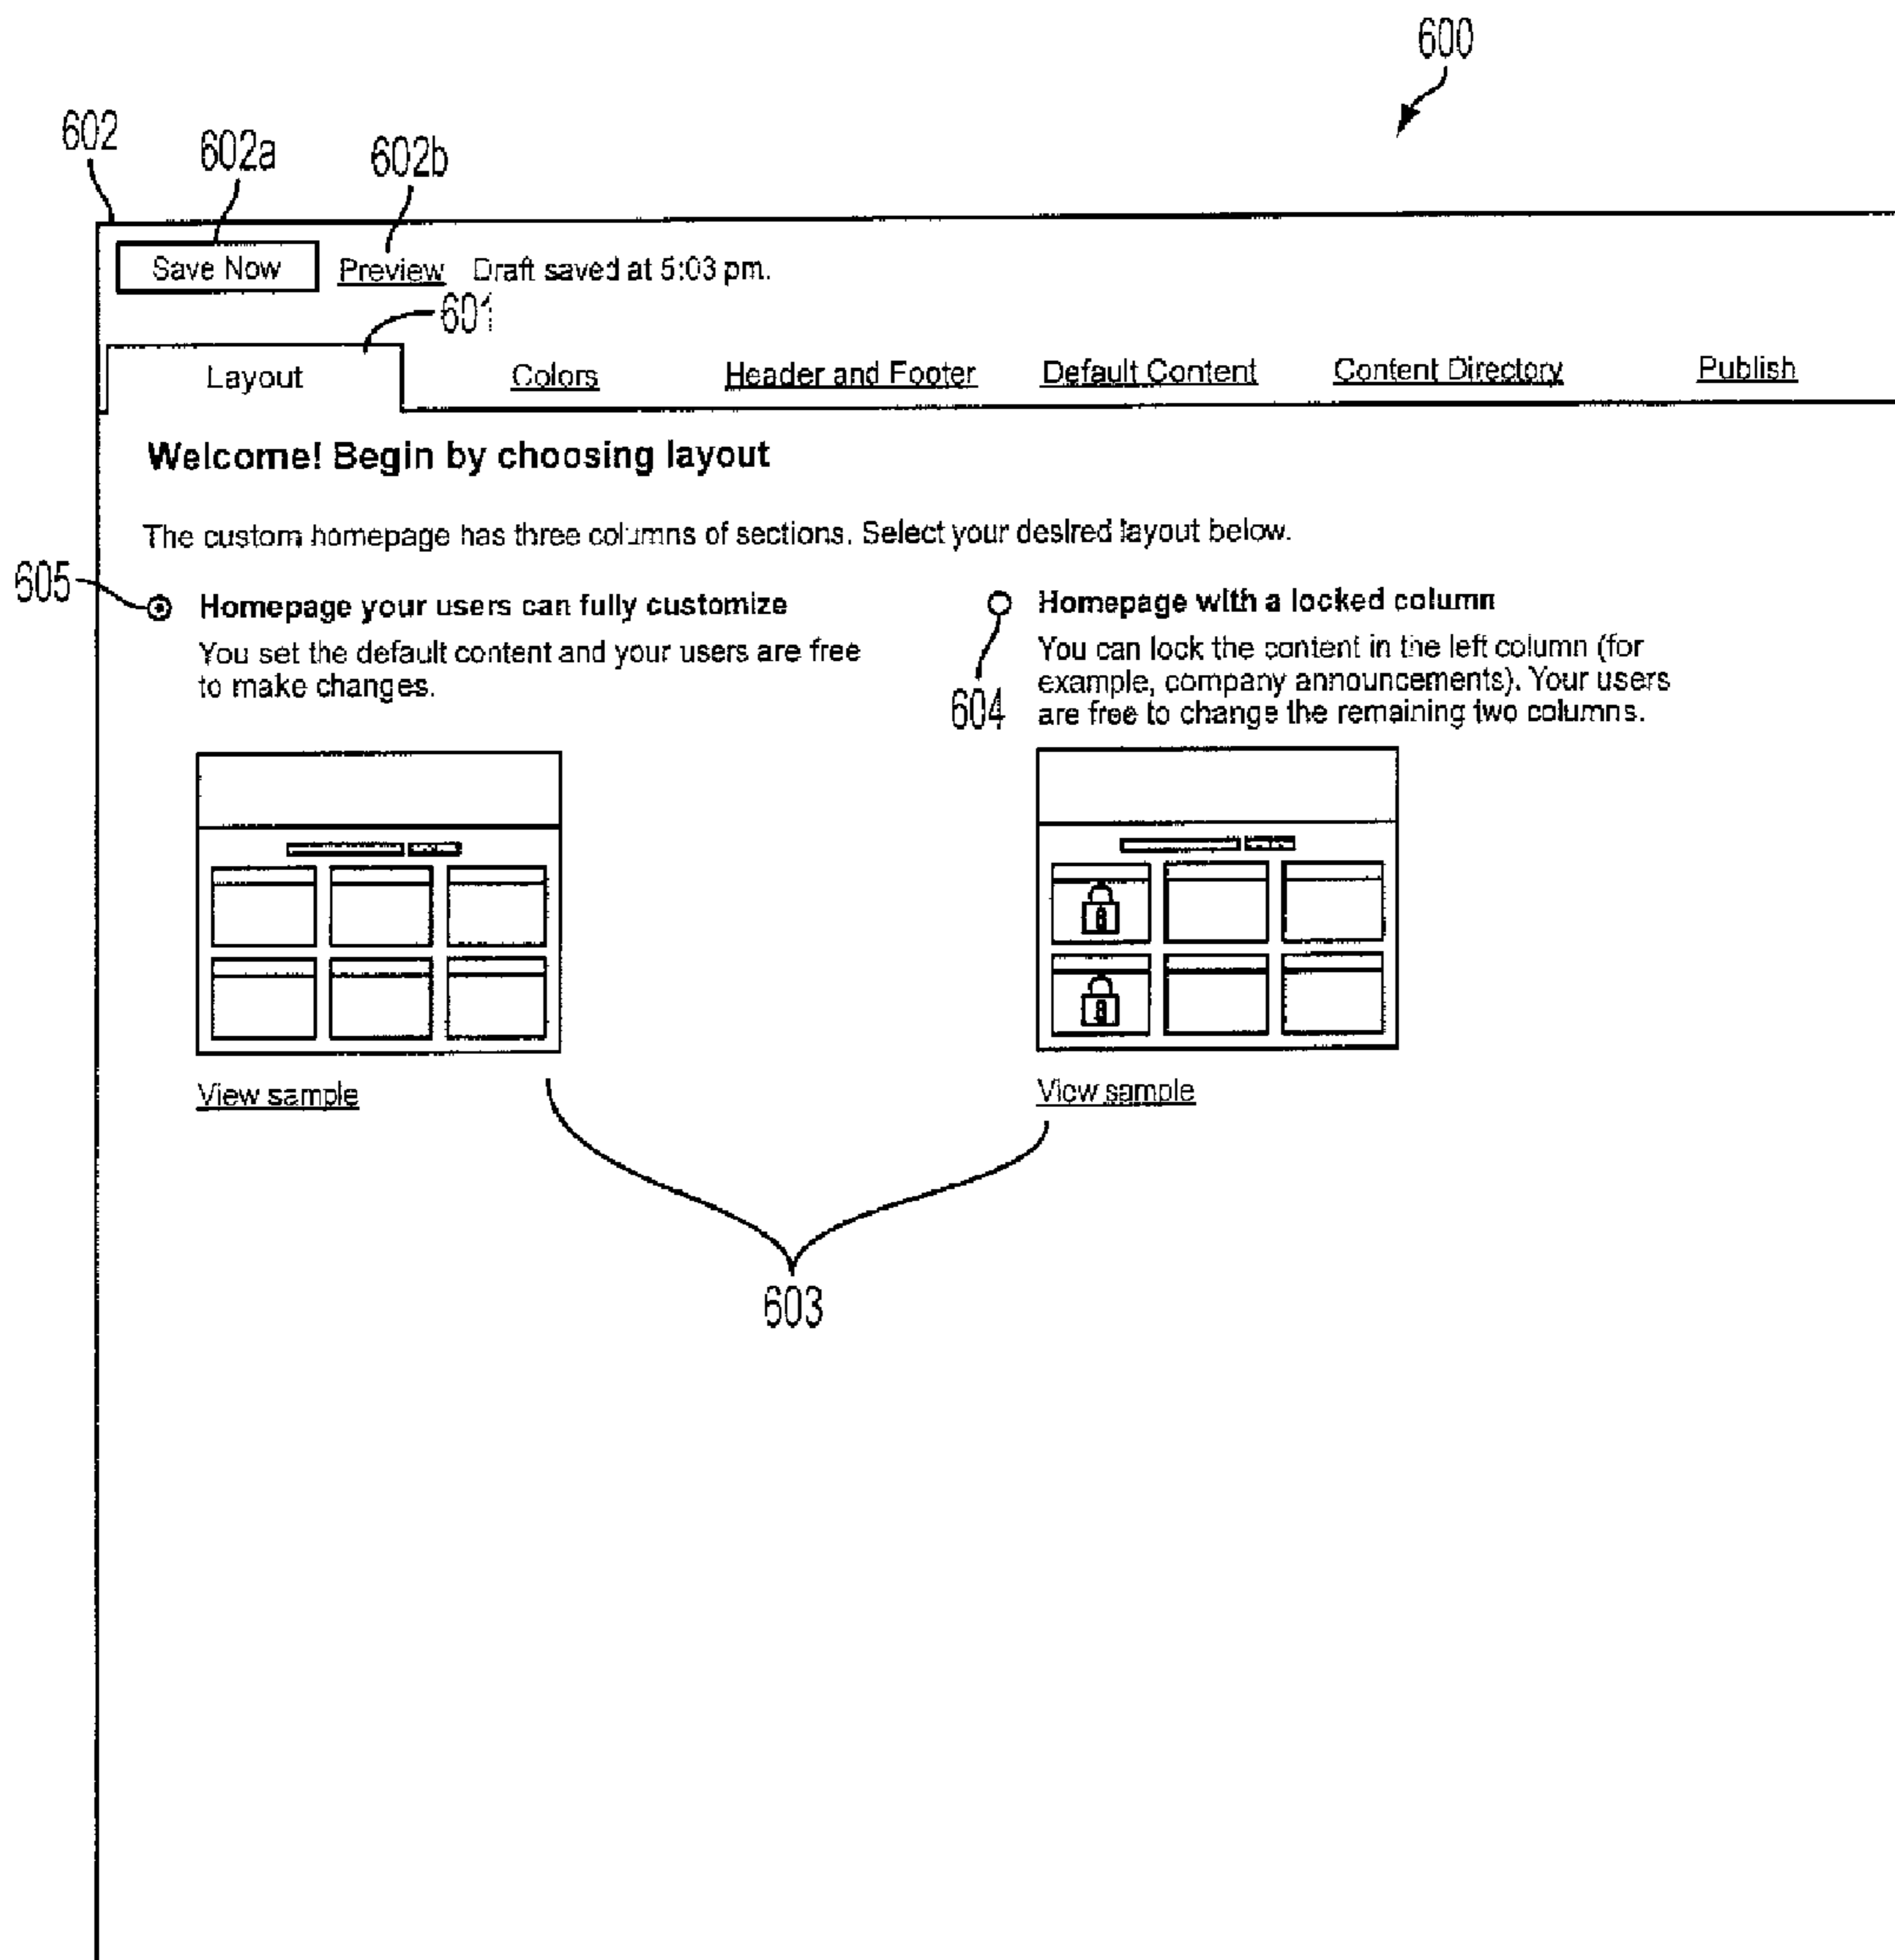 600
602
602a
602b
Save Now Preview Draft saved at 5:03 pm.
601
Layout Colors Header and Footer Default Content Content Directory Publish
Welcome! Begin by choosing layout
The custom homepage has three columns of sections. Select your desired layout below.
605
Homepage your users can fully customize
You set the default content and your users are free
to make changes.
Homepage with a locked column
You can lock the content in the left column (for
example, company announcements). Your users
are free to change the remaining two columns.
604
View sample
View sample
603